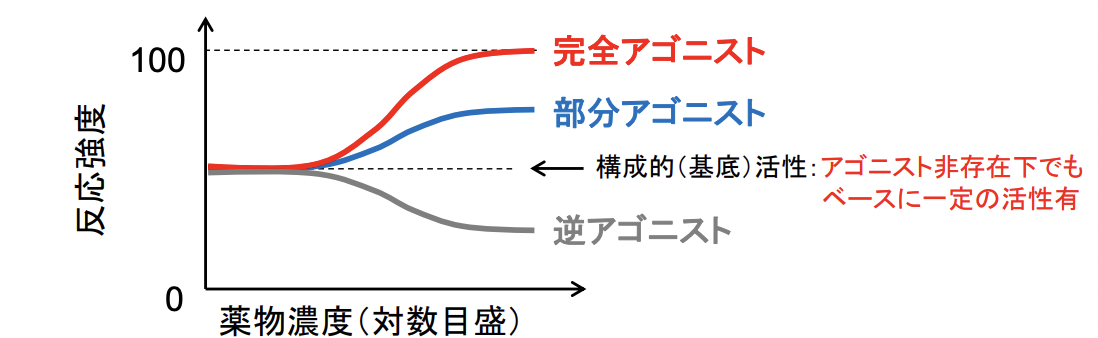 100
完全アゴニスト
部分アゴニスト
反応強度
構成的(基底)活性:アゴニスト非存在下でも
ベースに一定の活性有
逆アゴニスト
0
薬物濃度(対数目盛)